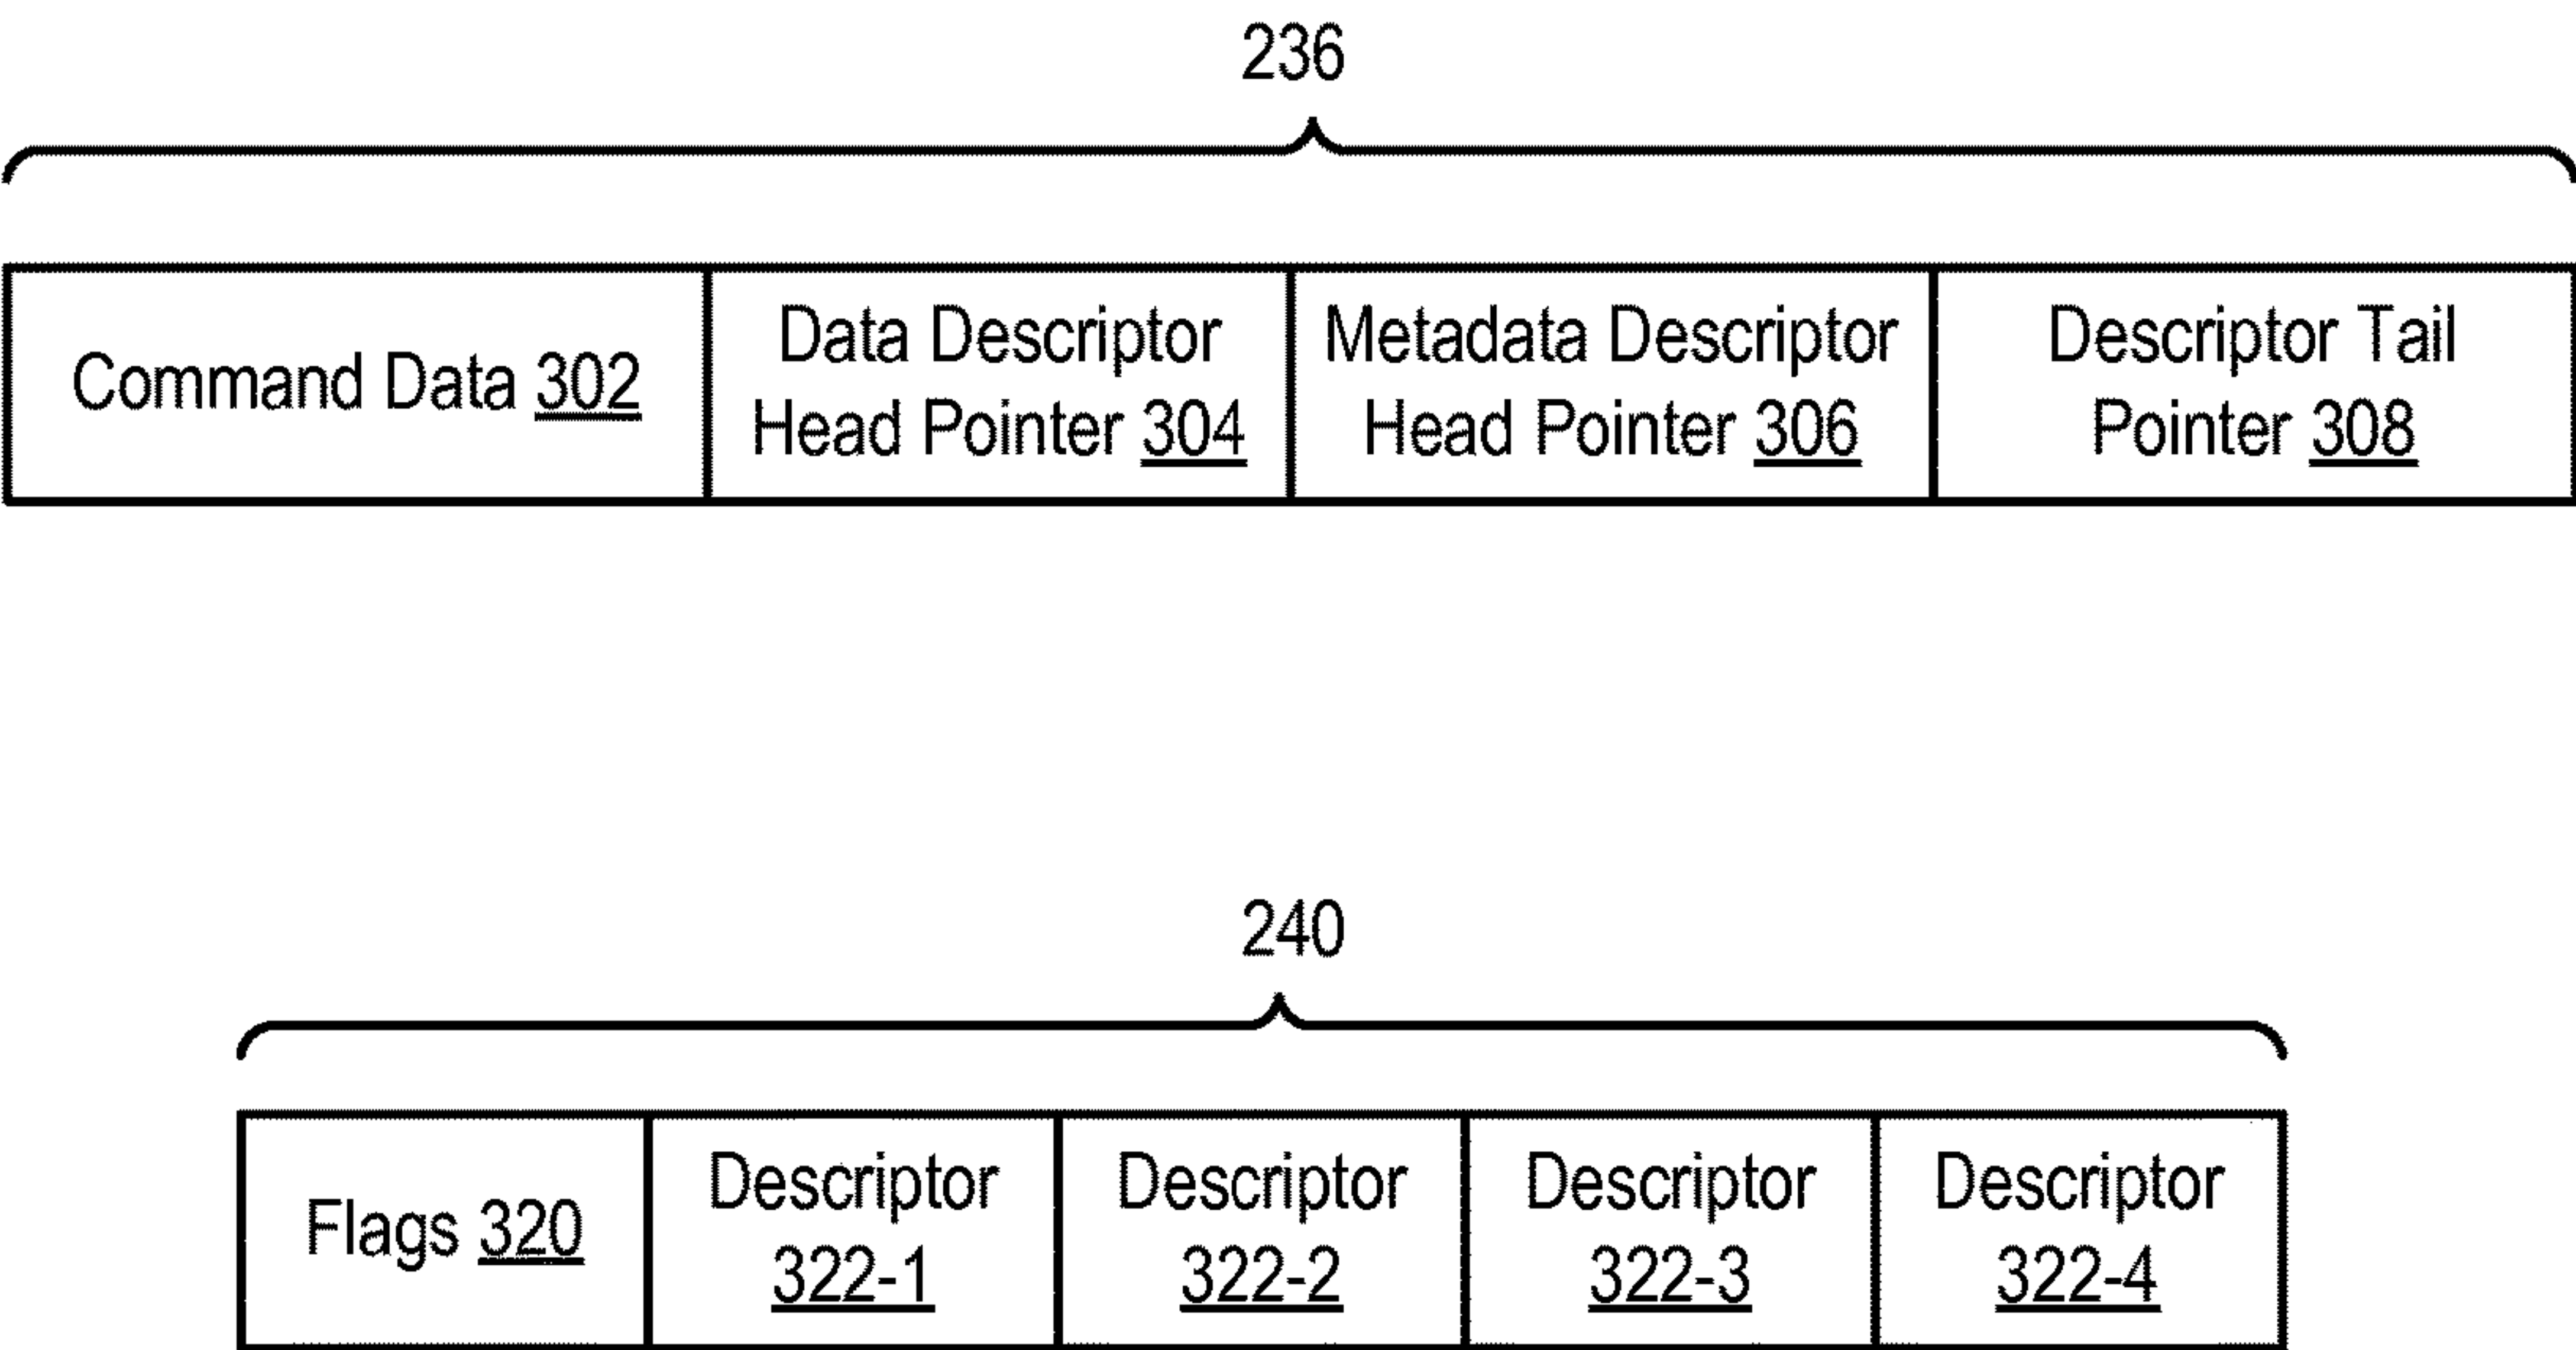 236
Command Data 302
Data Descriptor
Head Pointer 304
Metadata Descriptor
Head Pointer 306
Descriptor Tail
Pointer 308
240
Flags 320
Descriptor
322-1
Descriptor
322-2
Descriptor
322-3
Descriptor
322-4